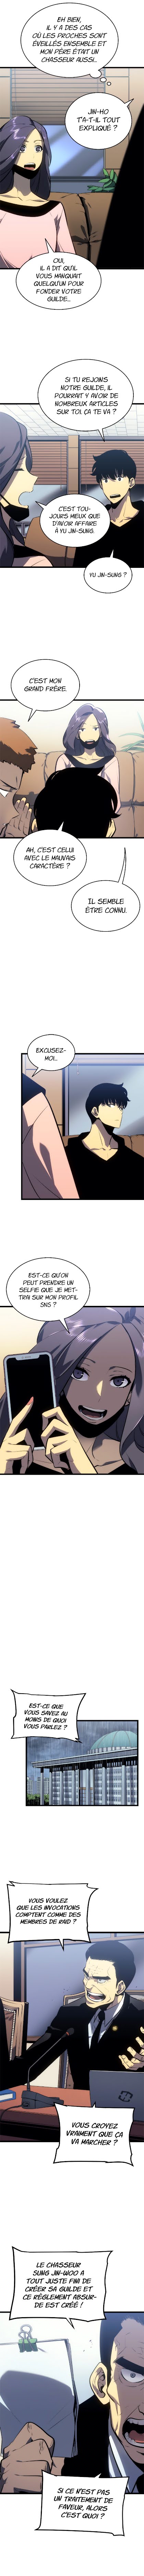 EH BIEN,
IL Y A DES CAS
OÙ LES PROCHES SONT
ÉVEILLÉS ENSEMBLE ET
MON PÈRE ÉTAIT UN
CHASSEUR AUSSI...
JIN-HO
T'A-T-IL TOUT
EXPLIQUÉ ?
OUI,
IL A DIT QU'IL
VOUS MANQUAIT
QUELQU'UN POUR
FONDER VOTRE
GUILDE...
SI TU REJOINS
NOTRE GUILDE, IL
POURRAIT Y AVOIR DE
NOMBREUX ARTICLES
SUR TOI. ÇA TE VA ?
C'EST TOU-
JOURS MIEUX QUE
D'AVOIR AFFAIRE
À YU JIN-SUNG.
YU JIN-SUNG ?
C'EST MON
GRAND FRÈRE.
AH, C'EST CELUI
AVEC LE MAUVAIS
CARACTÈRE ?
IL SEMBLE
ÊTRE CONNU.
EXCUSEZ-
MOI...
EST-CE QU'ON
PEUT PRENDRE UN
SELFIE QUE JE MET-
TRAI SUR MON PROFIL
SNS ?
EST-CE QUE
VOUS SAVEZ AU
MOINS DE QUOI
VOUS PARLEZ ?
VOUS VOULEZ
QUE LES INVOCATIONS
COMPTENT COMME DES
MEMBRES DE RAID ?
VOUS CROYEZ
VRAIMENT QUE ÇA
VA MARCHER ?
LE CHASSEUR
SUNG JIN-WOO A
TOUT JUSTE FINI DE
CRÉER SA GUILDE ET
CE RÈGLEMENT ABSUR-
DE EST CRÉÉ !
SI CE N'EST PAS
UN TRAITEMENT DE
FAVEUR, ALORS
C'EST QUOI ?